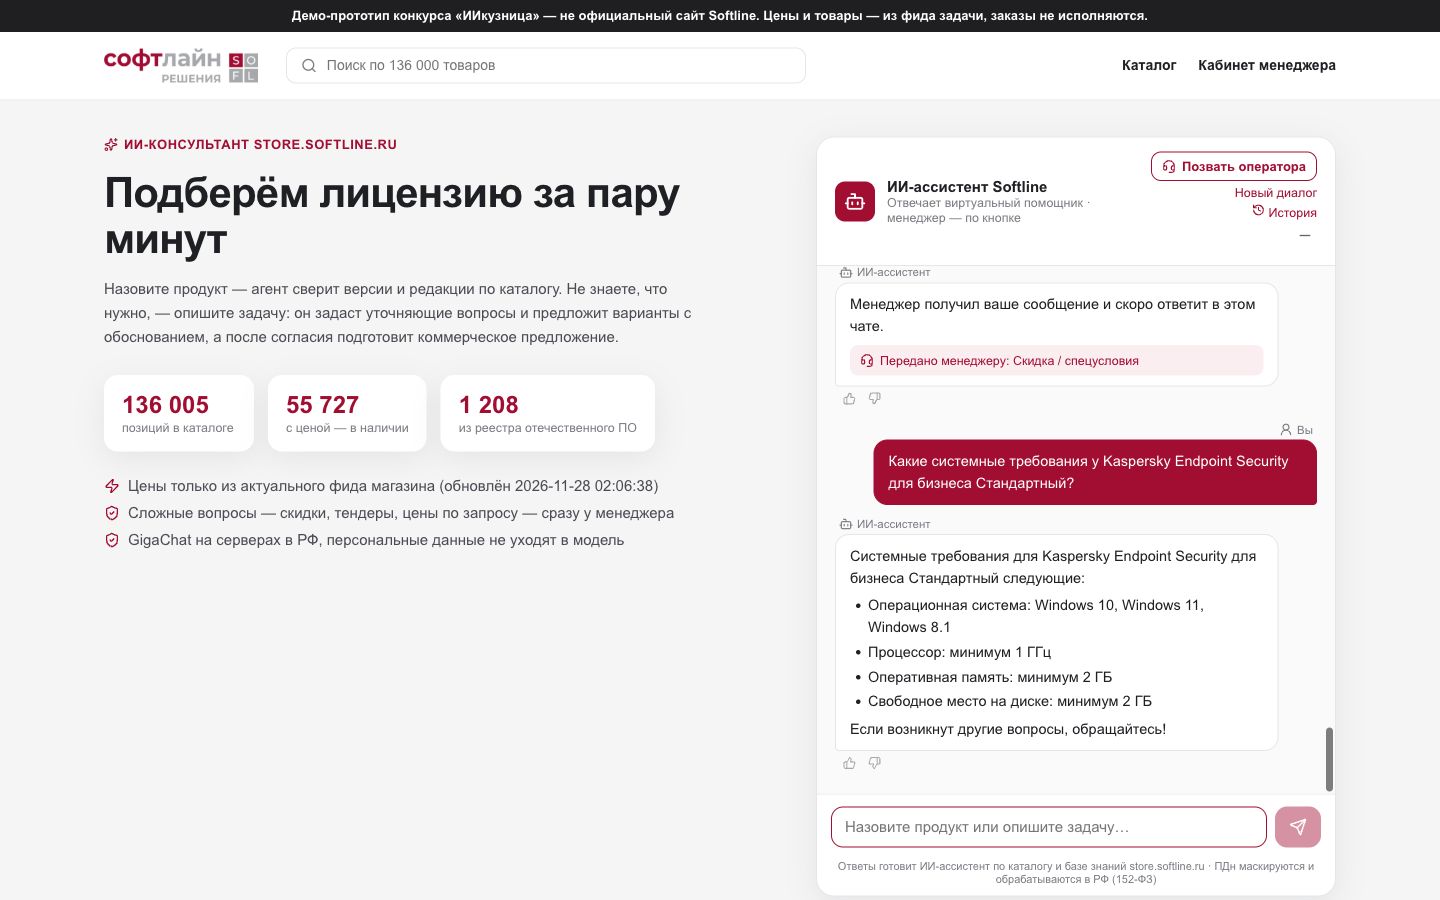 Демо-прототип конкурса «ИИкузница» — не официальный сайт Softline. Цены и товары — из фида задачи, заказы не исполняются.
софтлайн
РЕШЕНИЯ
S O
F L
Поиск по 136 000 товаров
Каталог
Кабинет менеджера
ИИ-КОНСУЛЬТАНТ STORE.SOFTLINE.RU
Подберём лицензию за пару
минут
Назовите продукт — агент сверит версии и редакции по каталогу. Не знаете, что
нужно, — опишите задачу: он задаст уточняющие вопросы и предложит варианты с
обоснованием, а после согласия подготовит коммерческое предложение.
136 005
позиций в каталоге
55 727
с ценой — в наличии
1 208
из реестра отечественного ПО
Цены только из актуального фида магазина (обновлён 2026-11-28 02:06:38)
Сложные вопросы — скидки, тендеры, цены по запросу — сразу у менеджера
GigaChat на серверах в РФ, персональные данные не уходят в модель
ИИ-ассистент Softline
Отвечает виртуальный помощник ·
менеджер — по кнопке
Позвать оператора
Новый диалог
История
—
ИИ-ассистент
Менеджер получил ваше сообщение и скоро ответит в этом
чате.
Передано менеджеру: Скидка / спецусловия
Вы
Какие системные требования у Kaspersky Endpoint Security
для бизнеса Стандартный?
ИИ-ассистент
Системные требования для Kaspersky Endpoint Security для
бизнеса Стандартный следующие:
• Операционная система: Windows 10, Windows 11,
Windows 8.1
• Процессор: минимум 1 ГГц
• Оперативная память: минимум 2 ГБ
• Свободное место на диске: минимум 2 ГБ
Если возникнут другие вопросы, обращайтесь!
Назовите продукт или опишите задачу…
Ответы готовит ИИ-ассистент по каталогу и базе знаний store.softline.ru · ПДн маскируются и
обрабатываются в РФ (152-ФЗ)